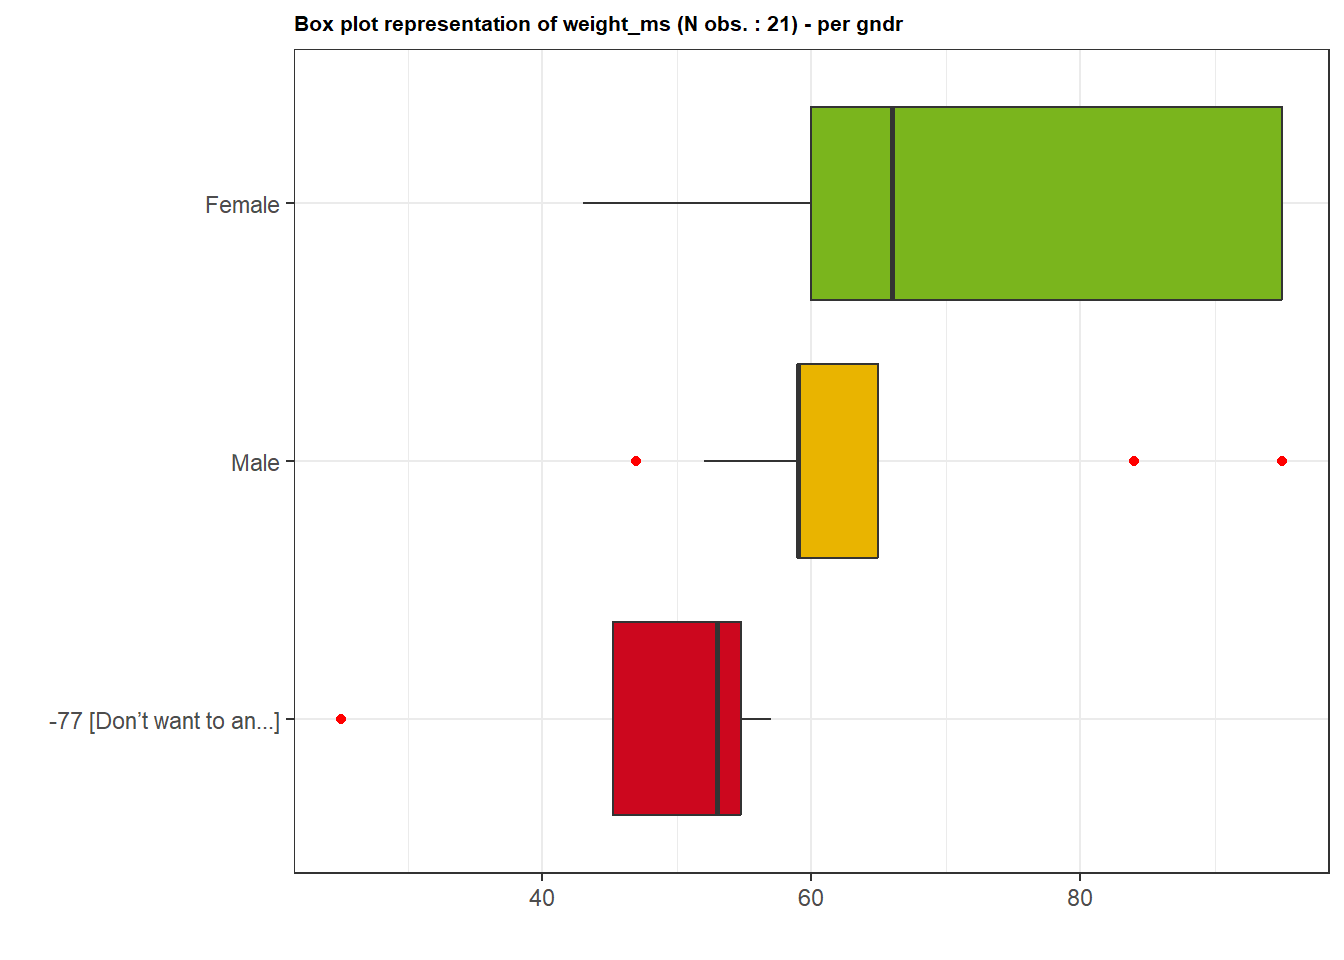 Box plot representation of weight_ms (N obs. : 21) - per gndr
Female
Male
-77 [Don’t want to an...]
40 60 80